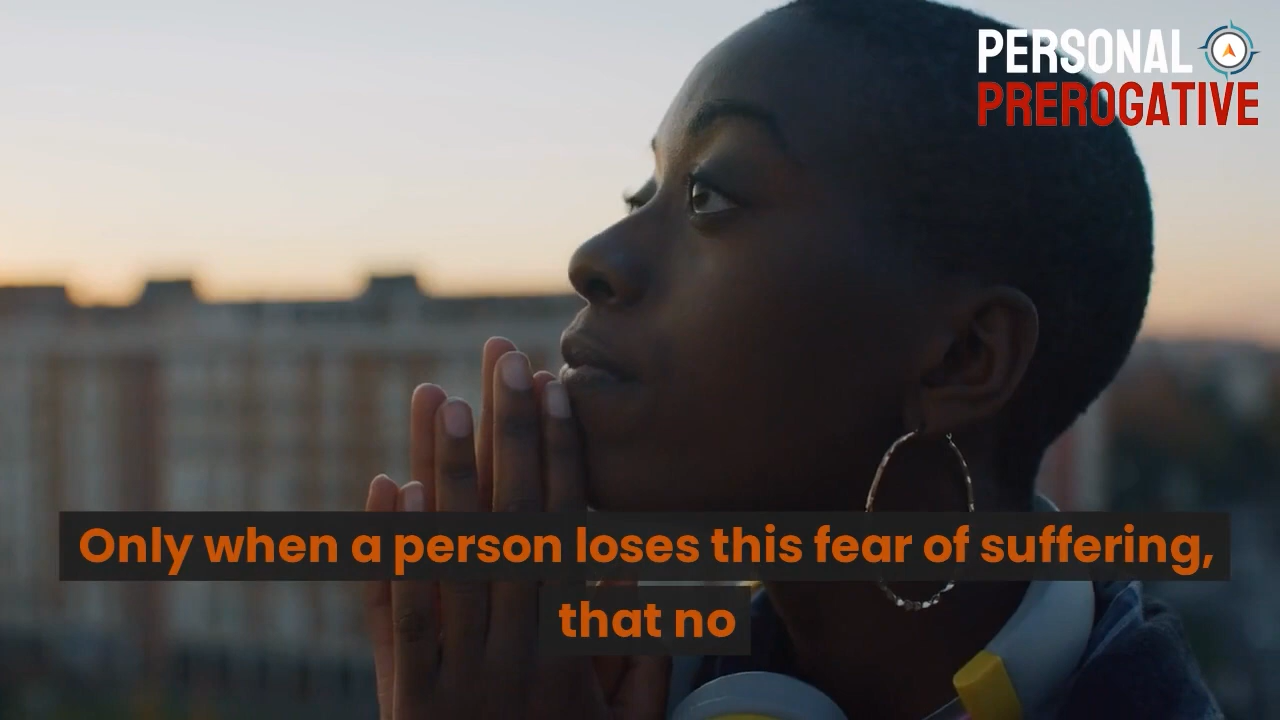 PERSONAL
PREROGATIVE
Only when a person loses this fear of suffering,
that no